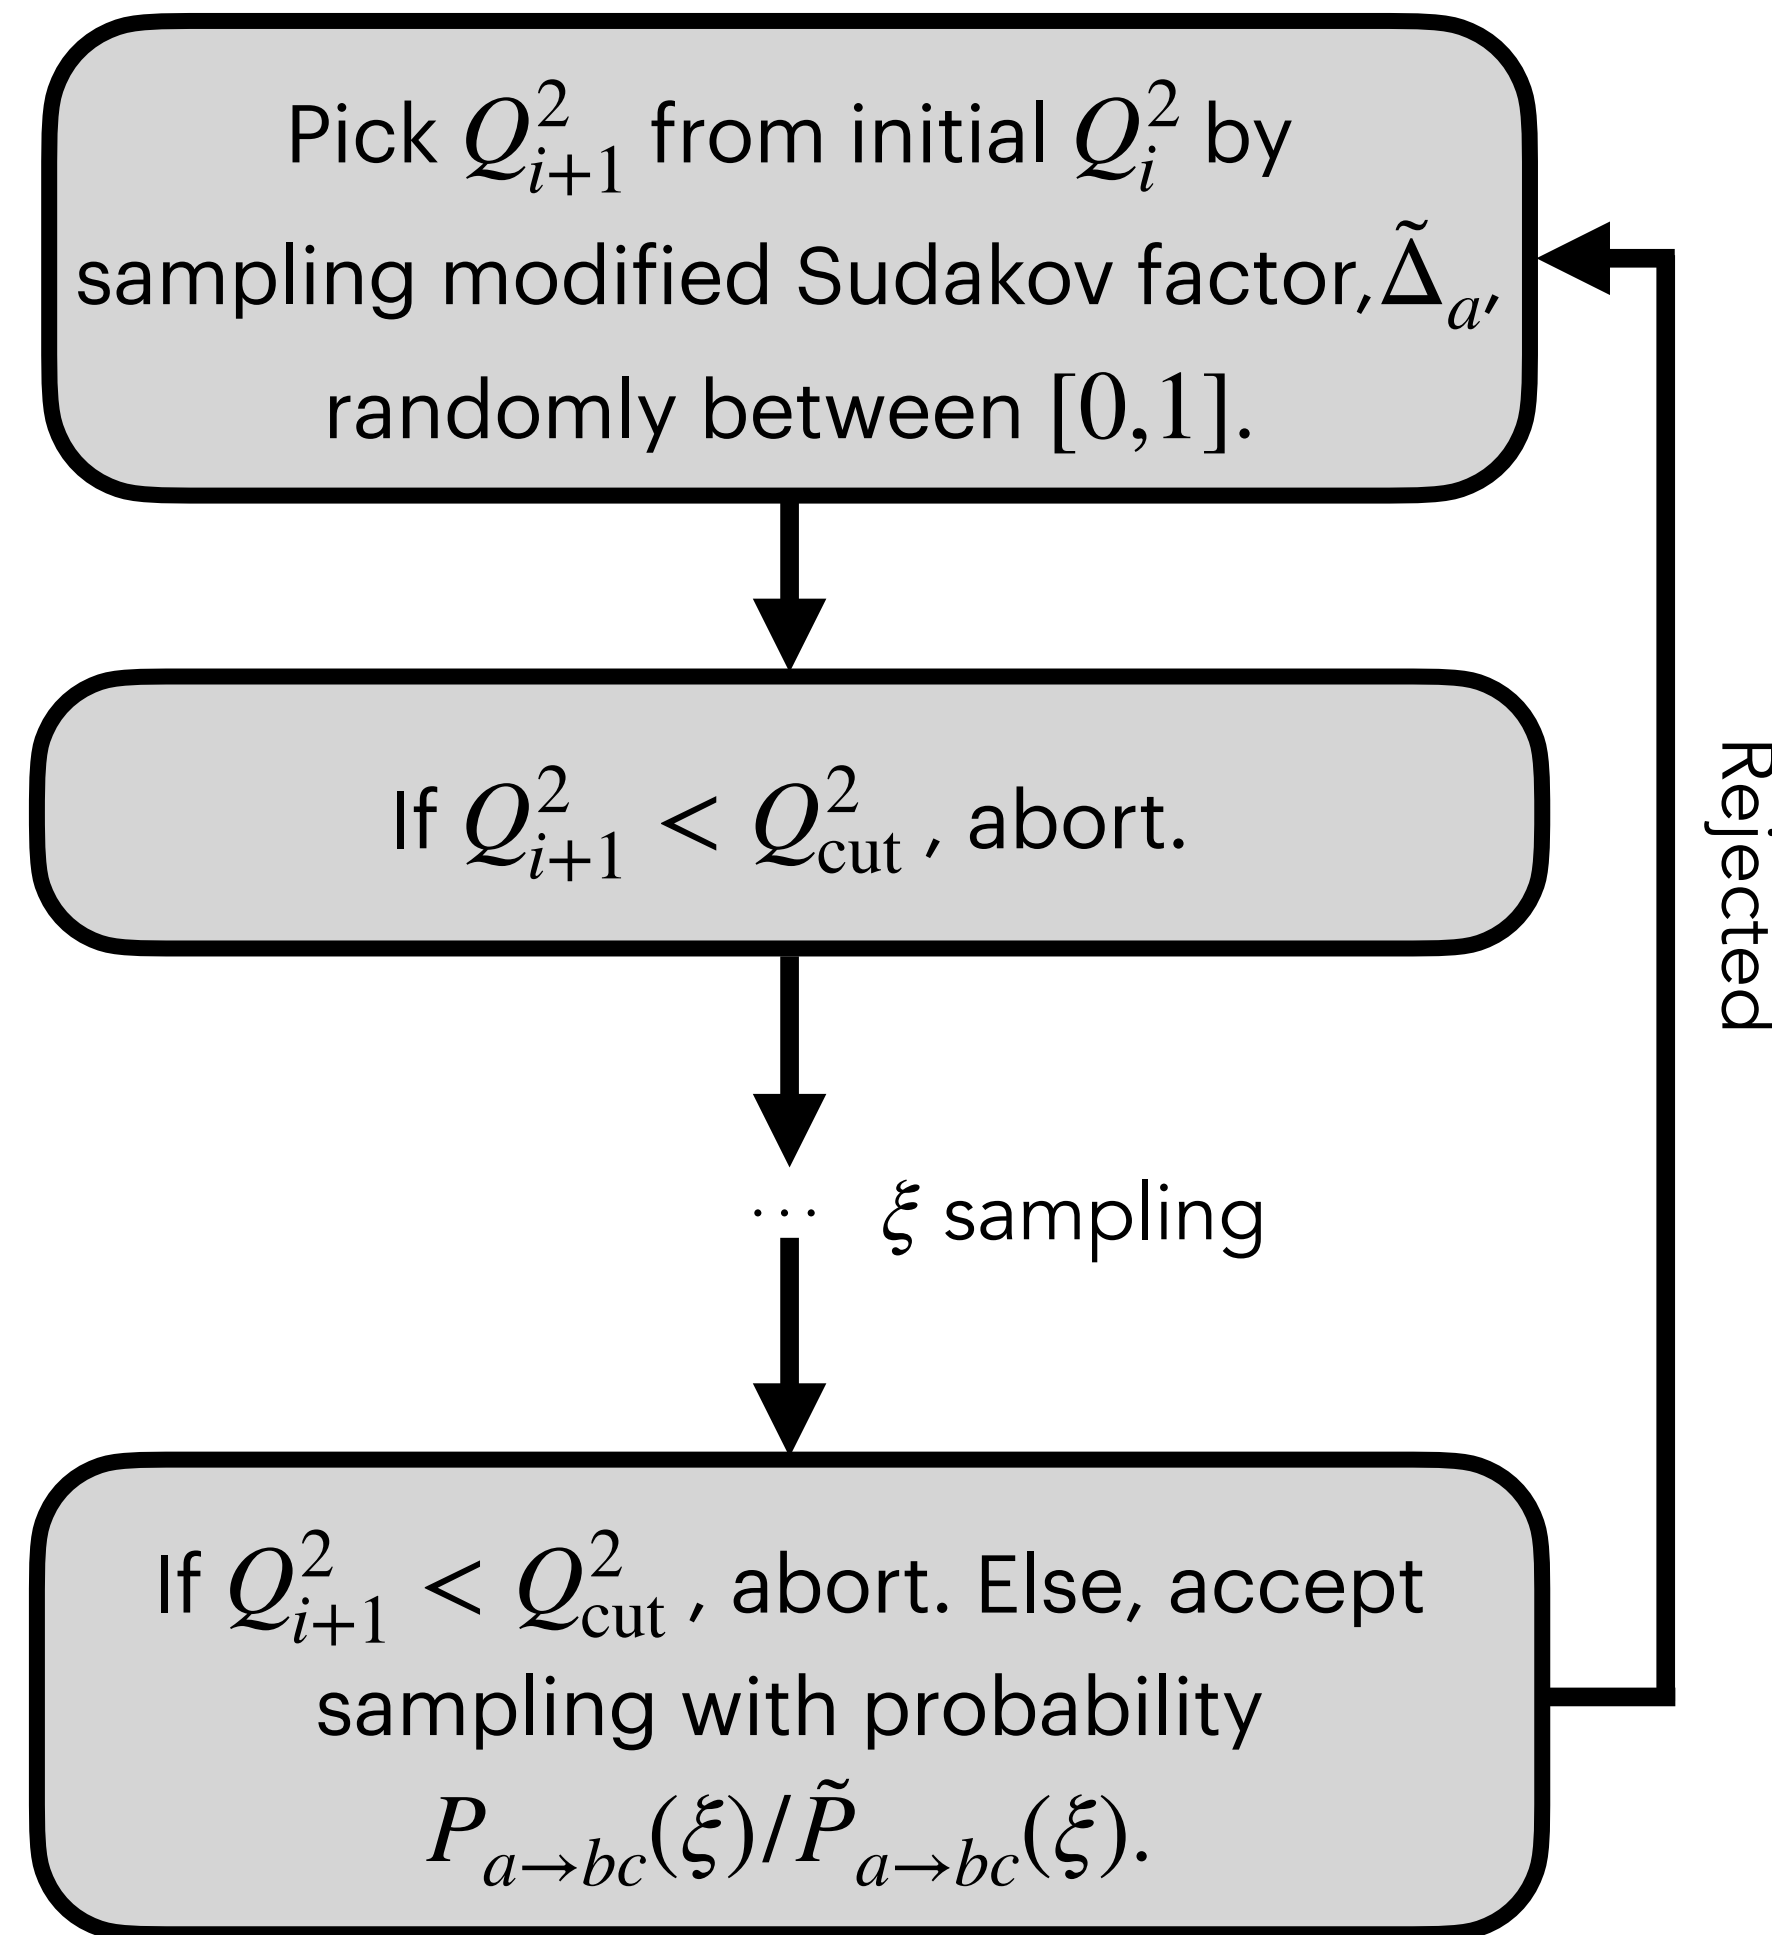 Pick $Q_{i+1}^2$ from initial $Q_i^2$ by
sampling modified Sudakov factor, $\tilde{\Delta}_a$,
randomly between $[0,1]$.
If $Q_{i+1}^2 < Q_{\text{cut}}^2$, abort.
Rejected
⋯ $\xi$ sampling
If $Q_{i+1}^2 < Q_{\text{cut}}^2$, abort. Else, accept
sampling with probability
$P_{a \to bc}(\xi)/\tilde{P}_{a \to bc}(\xi)$.